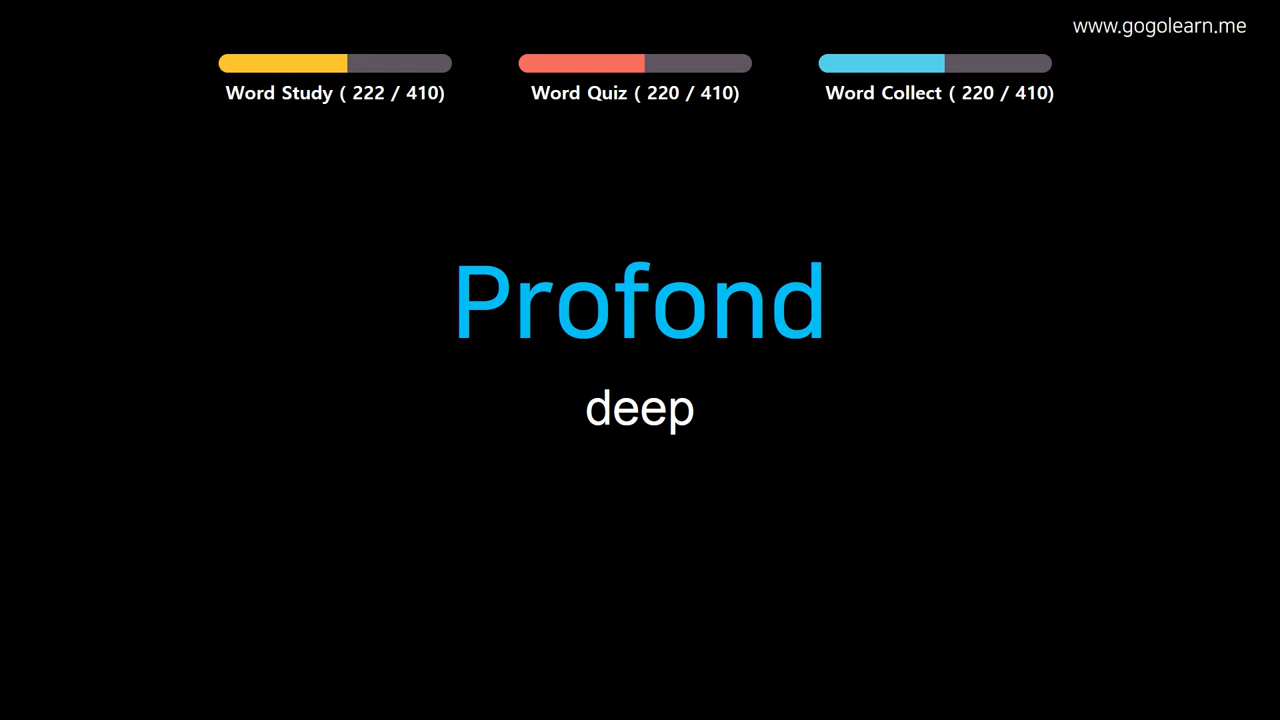 www.gogolearn.me
Word Study ( 222 / 410)
Word Quiz ( 220 / 410)
Word Collect ( 220 / 410)
Profond
deep